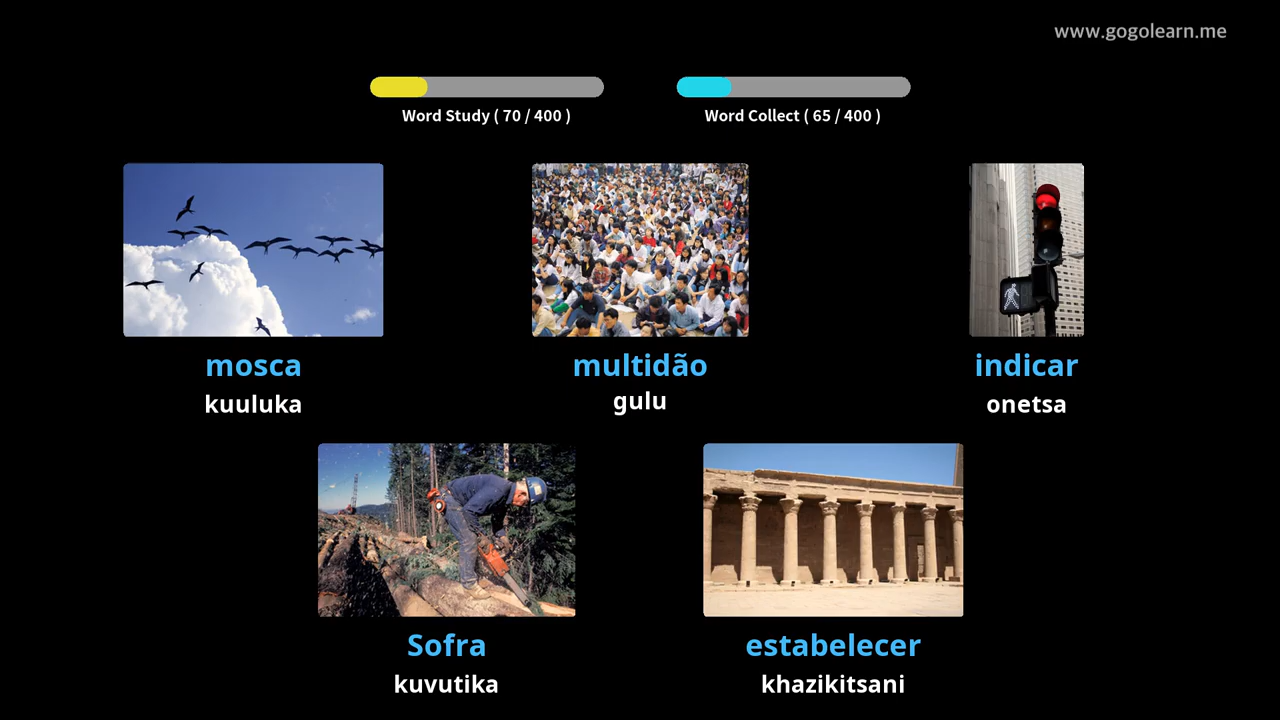 www.gogolearn.me
Word Study ( 70 / 400 )
Word Collect ( 65 / 400 )
mosca
kuuluka
multidão
gulu
indicar
onetsa
Sofra
kuvutika
estabelecer
khazikitsani